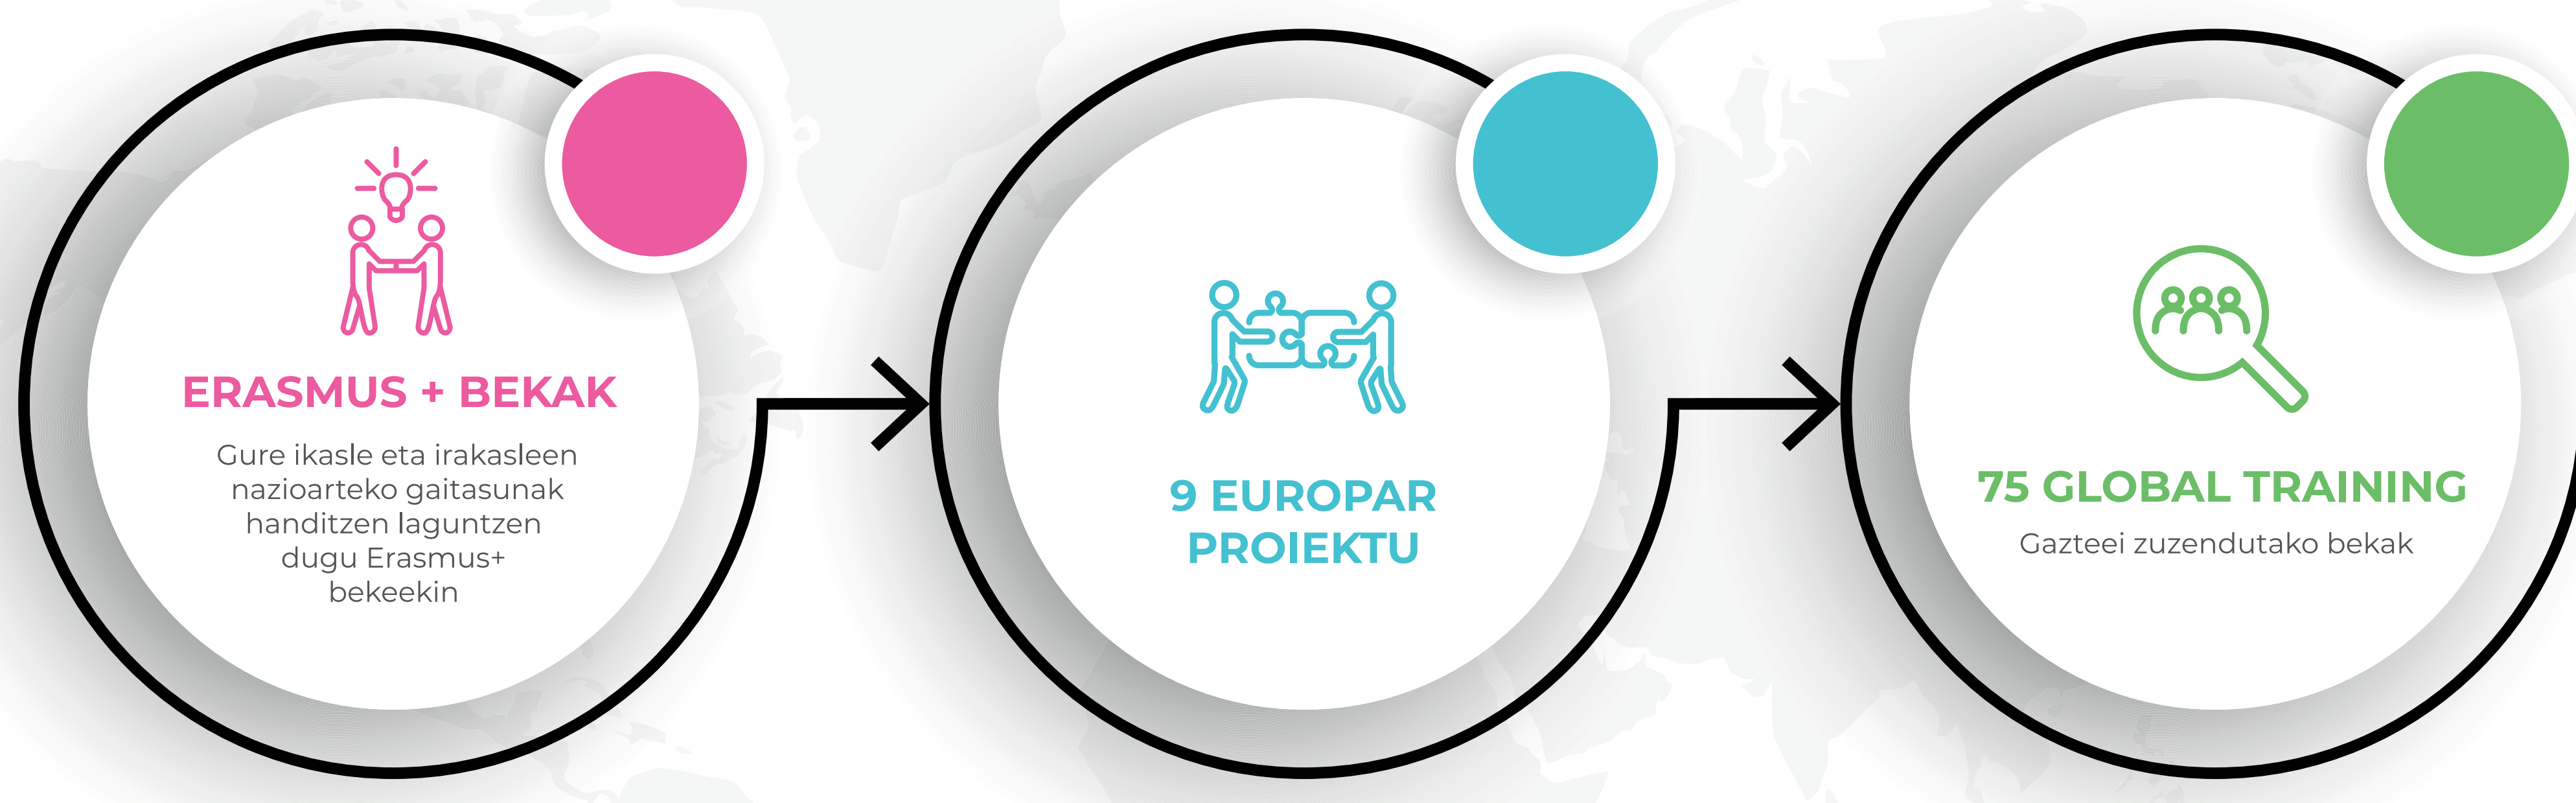 ERASMUS + BEKAK
Gure ikasle eta irakasleen
nazioarteko gaitasunak
handitzen laguntzen
dugu Erasmus+
bekeekin
9 EUROPAR
PROIEKTU
75 GLOBAL TRAINING
Gazteei zuzendutako bekak